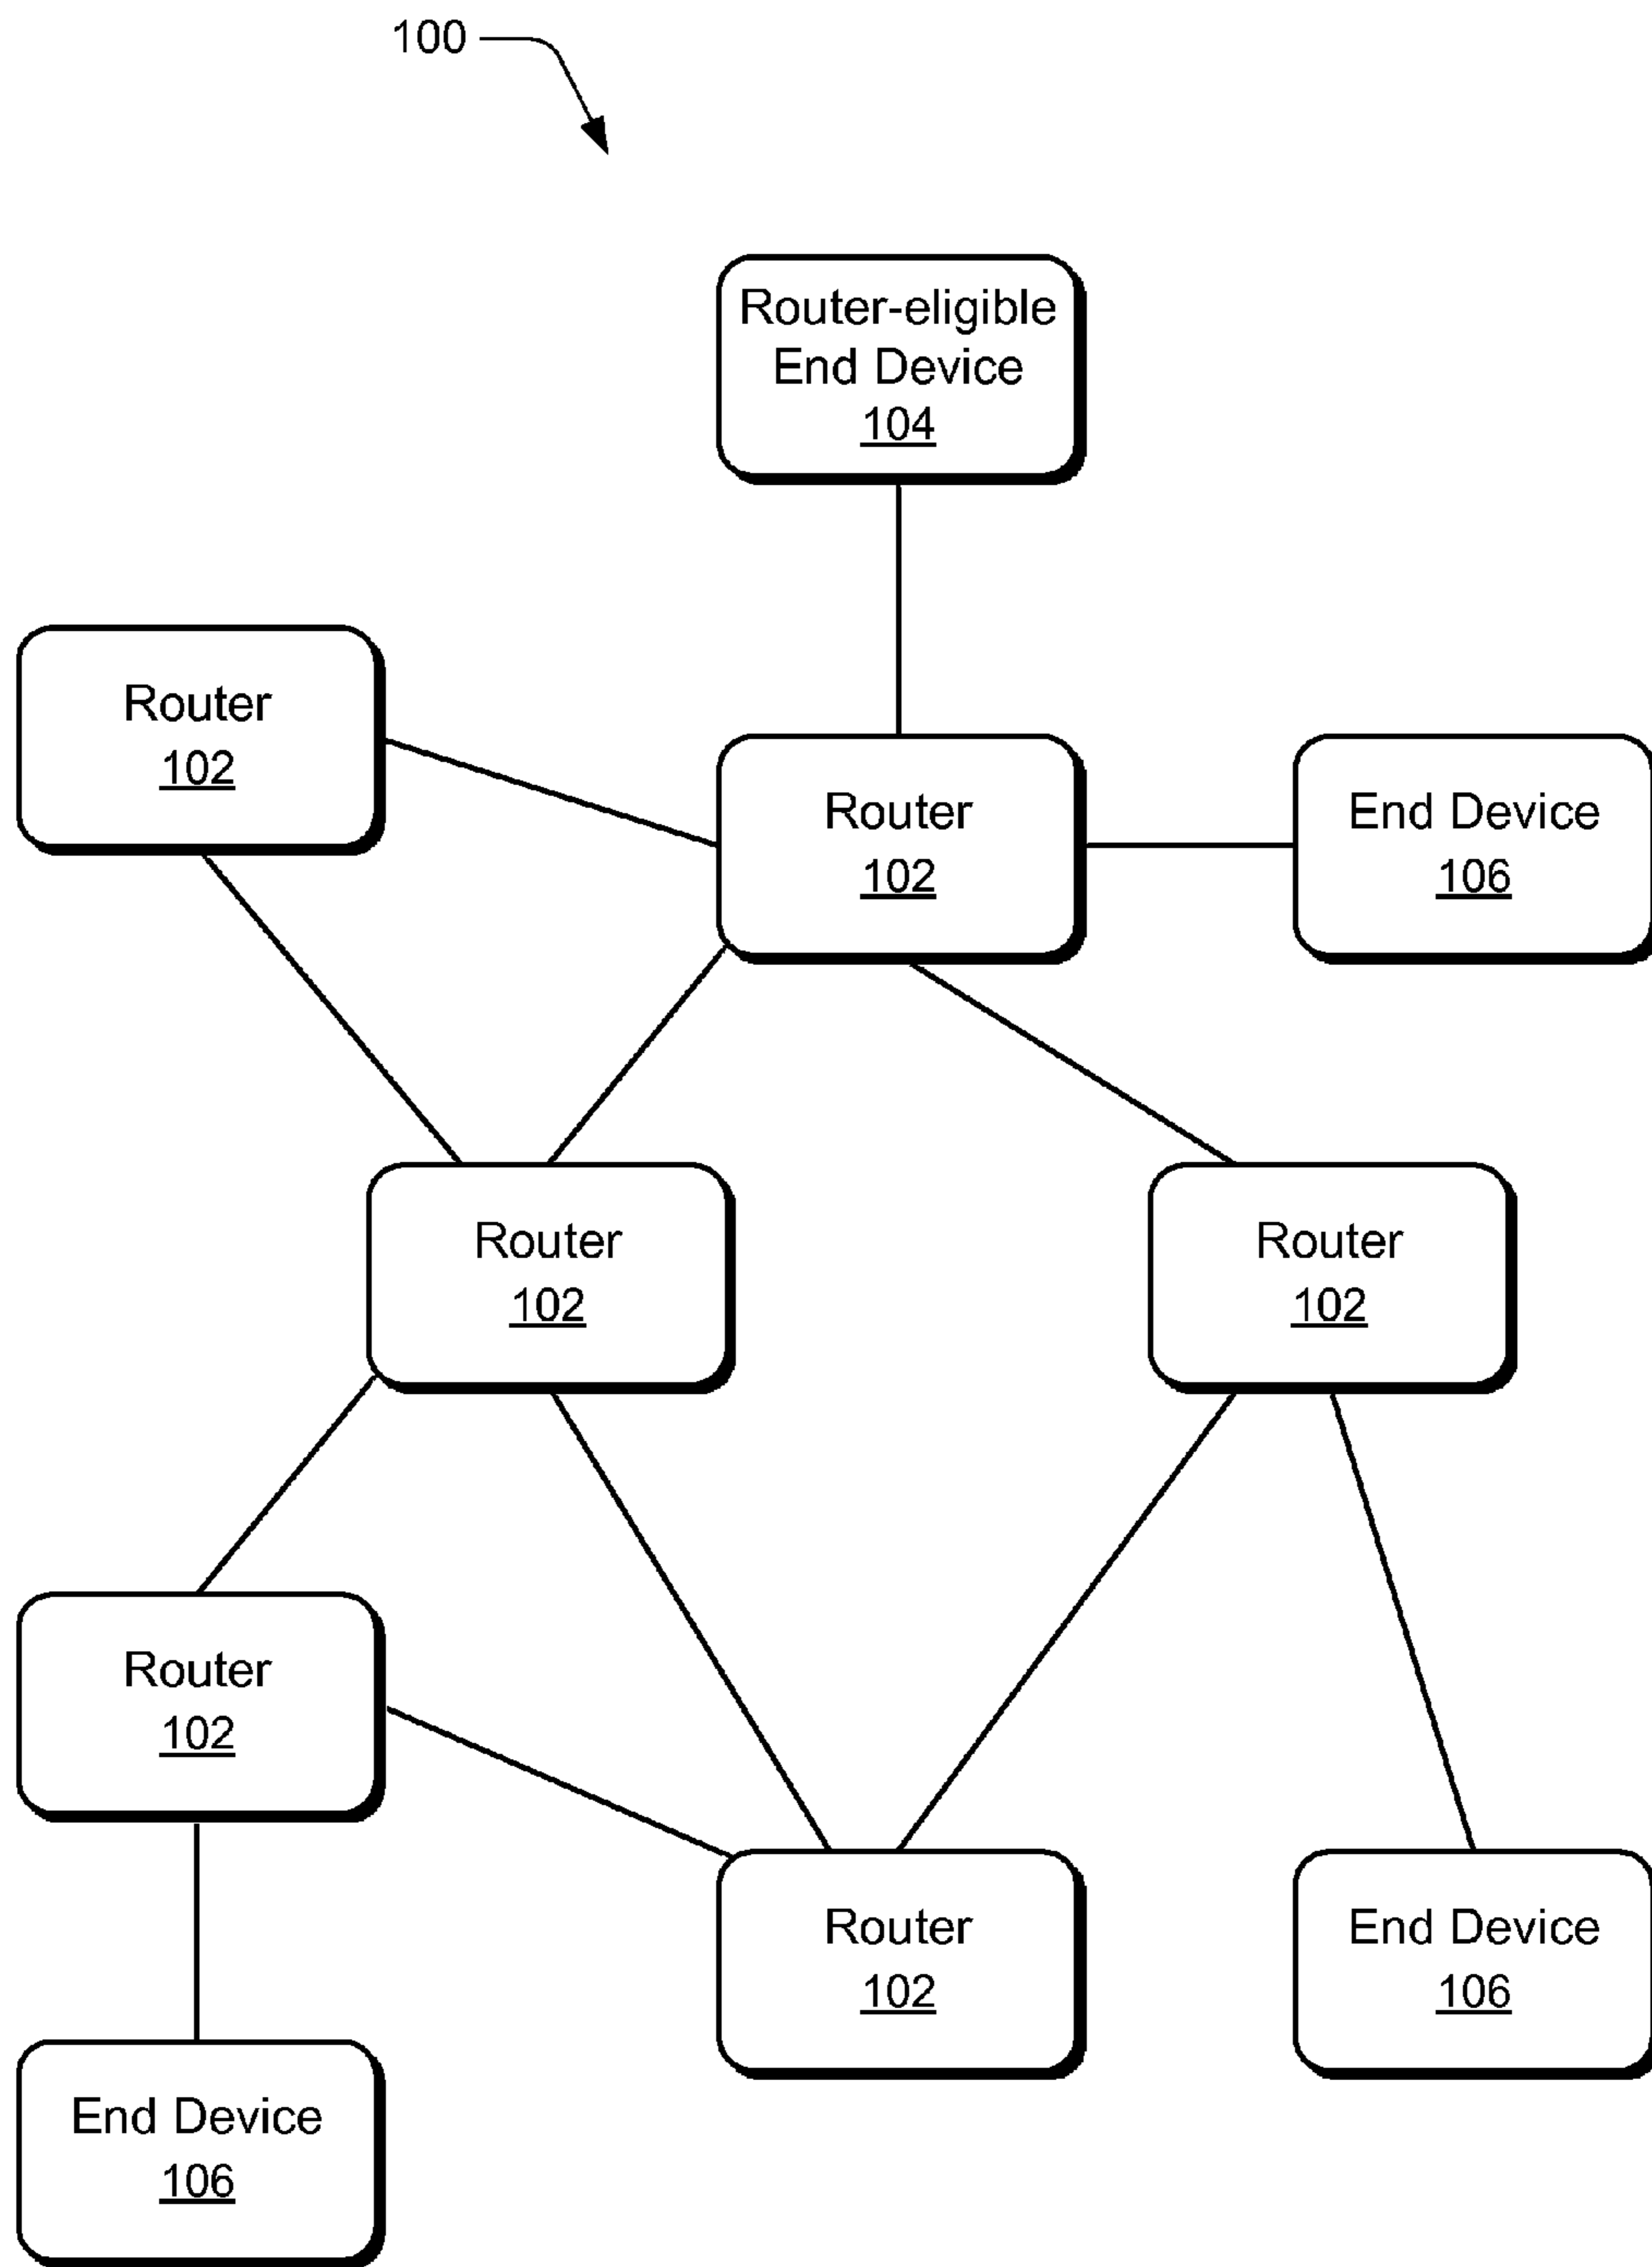 100
Router-eligible
End Device
104
Router
102
Router
102
End Device
106
Router
102
Router
102
Router
102
Router
102
End Device
106
End Device
106